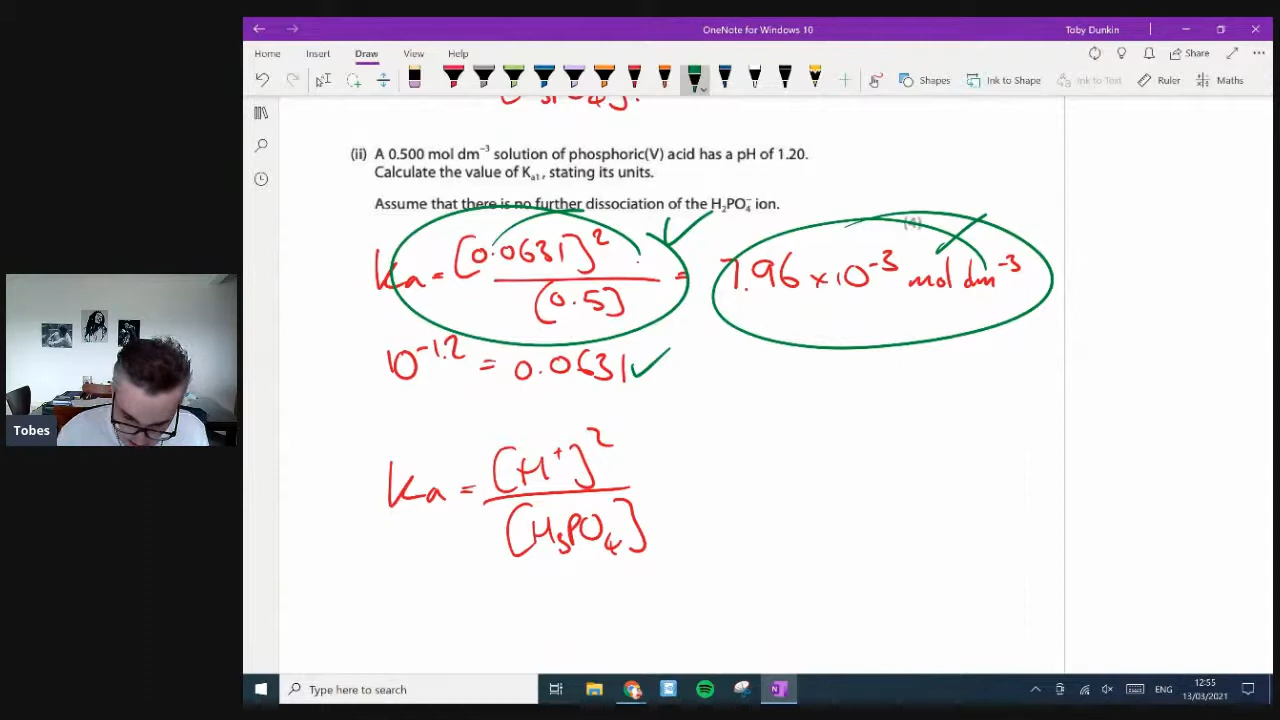 OneNote for Windows 10
Toby Dunkin
Home Insert Draw View Help
Share
Shapes
Ink to Shape
Ink to Text
Ruler
Maths
(ii) A 0.500 mol dm⁻³ solution of phosphoric(V) acid has a pH of 1.20.
Calculate the value of Kₐ₁, stating its units.
(4)
Assume that there is no further dissociation of the H₂PO₄⁻ ion.
Ka = [0.0631]² / [0.5] = 7.96 × 10⁻³ mol dm⁻³
10⁻¹·² = 0.0631 ✓
Ka = [H⁺]² / [H₃PO₄]
Tobes
Type here to search
ENG
12:55
13/03/2021